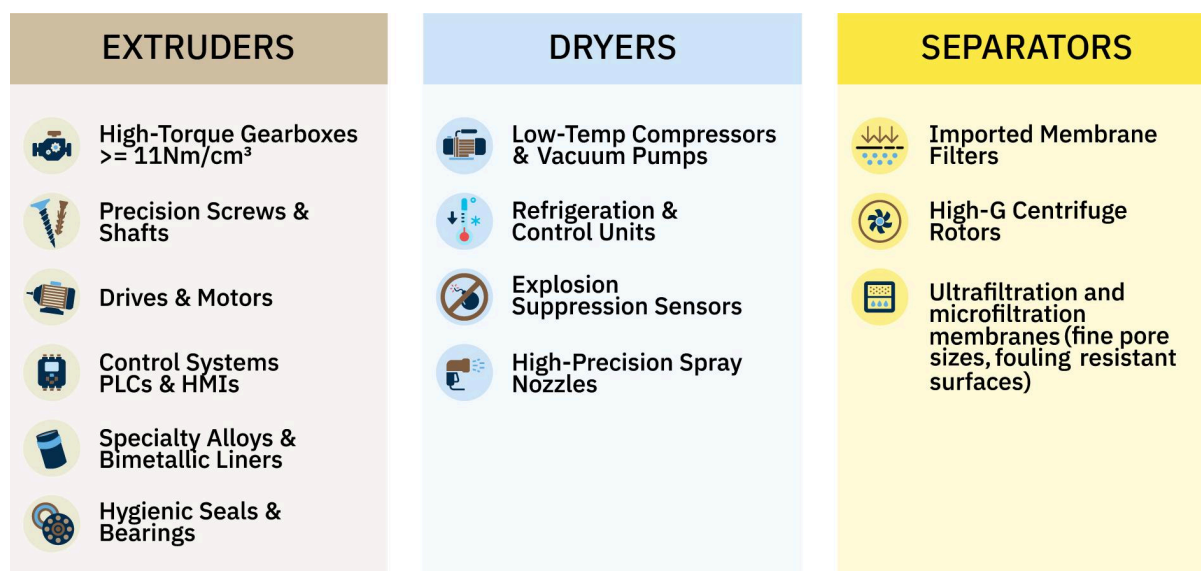 EXTRUDERS
High-Torque Gearboxes
>= 11Nm/cm³
Precision Screws &
Shafts
Drives & Motors
Control Systems
PLCs & HMIs
Specialty Alloys &
Bimetallic Liners
Hygienic Seals &
Bearings
DRYERS
Low-Temp Compressors
& Vacuum Pumps
Refrigeration &
Control Units
Explosion
Suppression Sensors
High-Precision Spray
Nozzles
SEPARATORS
Imported Membrane
Filters
High-G Centrifuge
Rotors
Ultrafiltration and
microfiltration
membranes (fine pore
sizes, fouling resistant
surfaces)